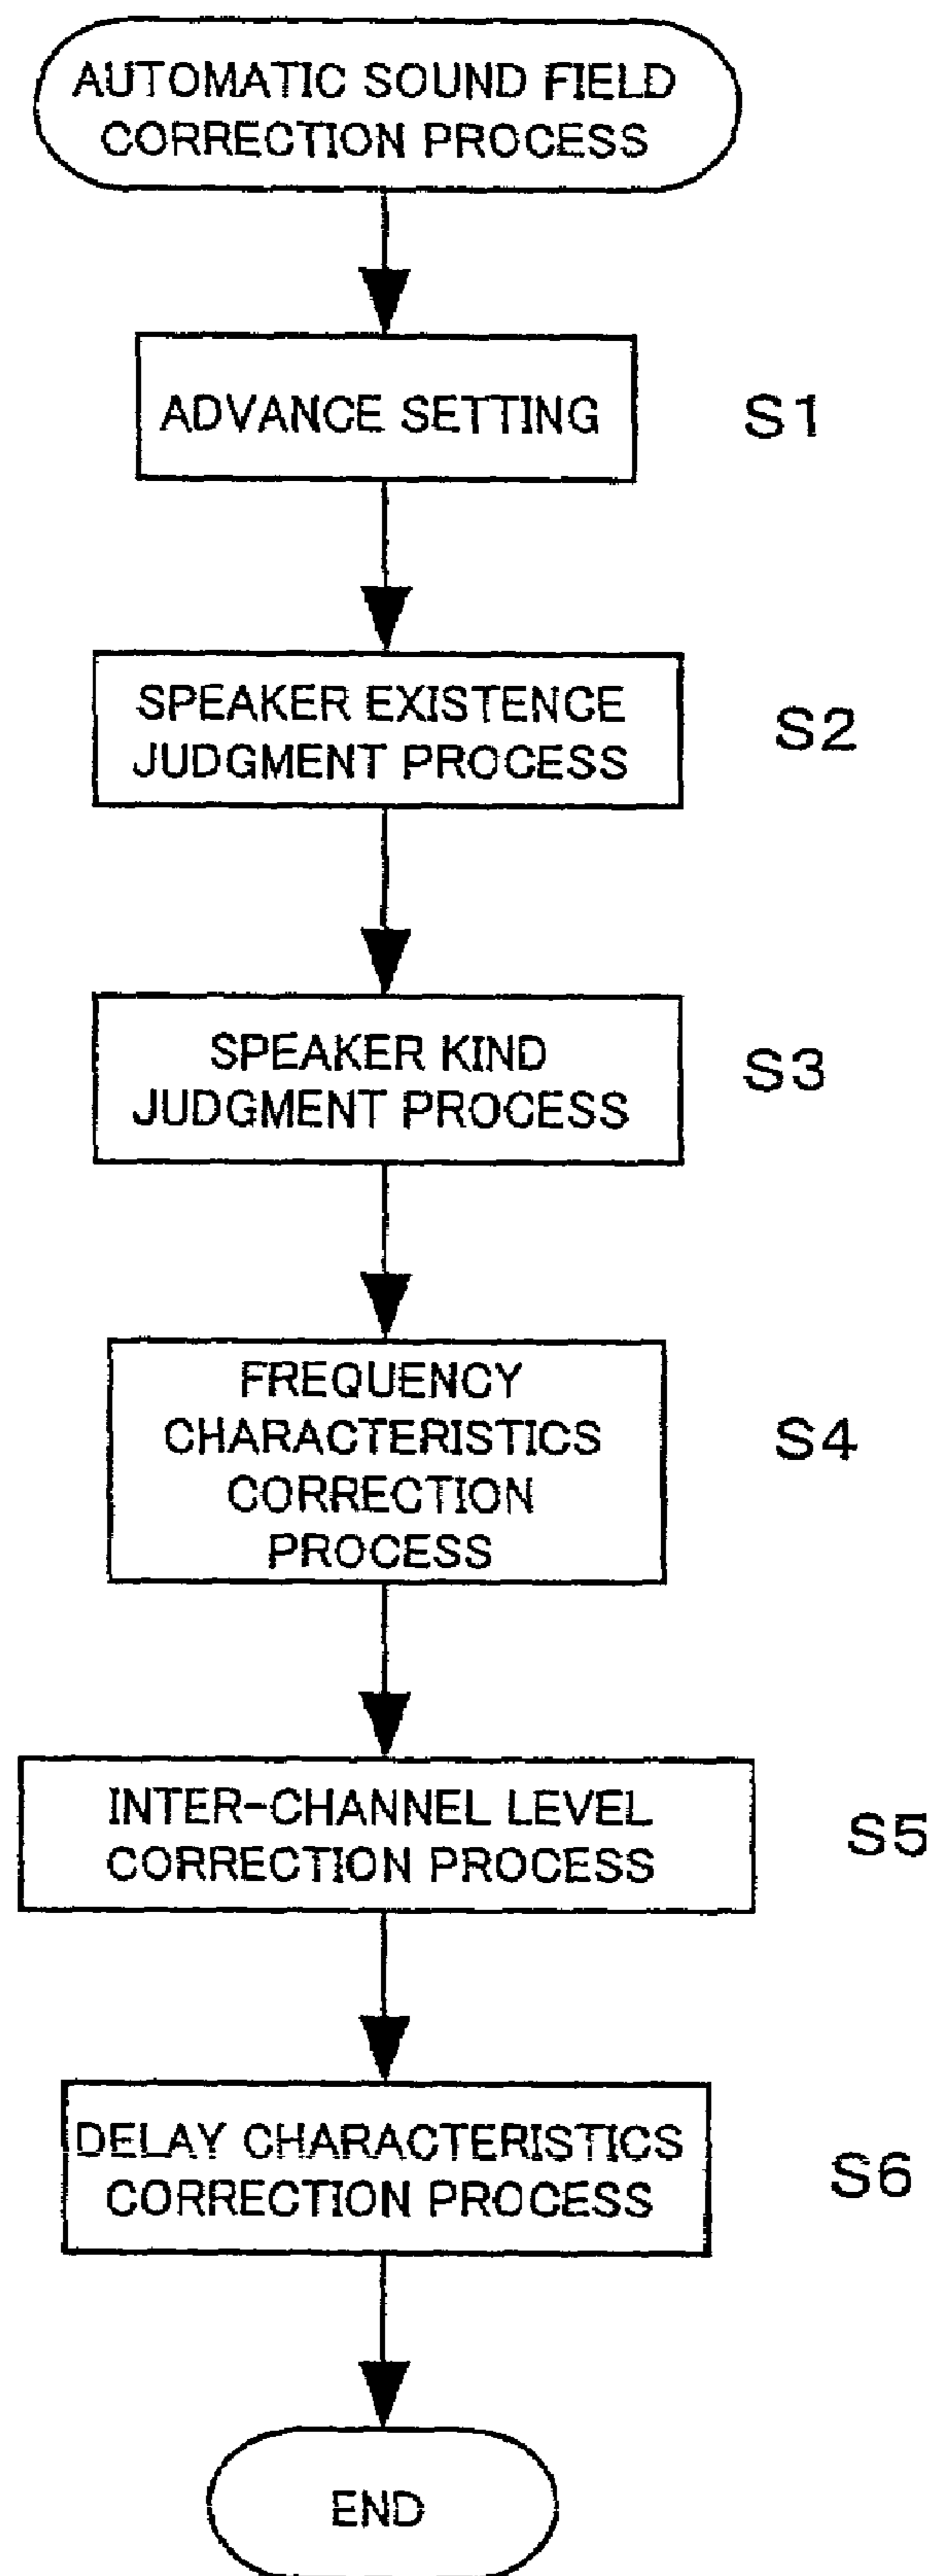 AUTOMATIC SOUND FIELD
CORRECTION PROCESS
ADVANCE SETTING
S1
SPEAKER EXISTENCE
JUDGMENT PROCESS
S2
SPEAKER KIND
JUDGMENT PROCESS
S3
FREQUENCY
CHARACTERISTICS
CORRECTION
PROCESS
S4
INTER-CHANNEL LEVEL
CORRECTION PROCESS
S5
DELAY CHARACTERISTICS
CORRECTION PROCESS
S6
END